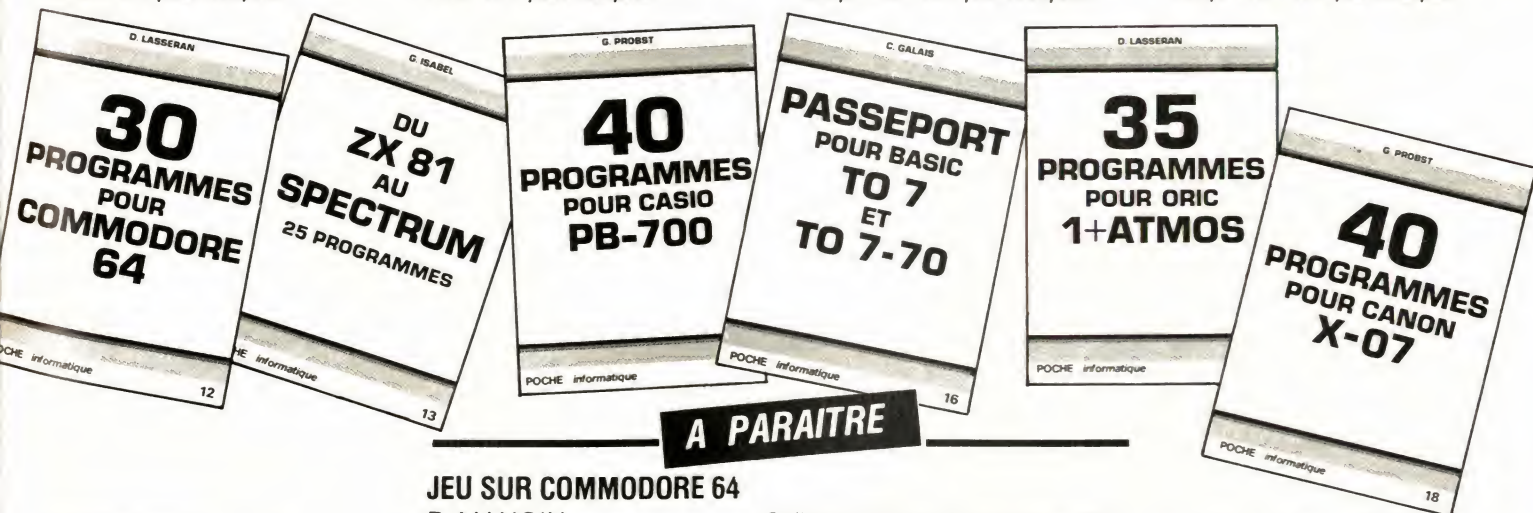 D. LASSERAN
30
PROGRAMMES
POUR
COMMODORE
64
POCHE informatique
12
G. ISABEL
DU
ZX 81
AU
SPECTRUM
25 PROGRAMMES
informatique
13
G. PROBST
40
PROGRAMMES
POUR CASIO
PB-700
POCHE informatique
C. GALAIS
PASSEPORT
POUR BASIC
TO 7
ET
TO 7-70
POCHE informatique
16
D. LASSERAN
35
PROGRAMMES
POUR ORIC
1+ATMOS
POCHE informatique
G. PROBST
40
PROGRAMMES
POUR CANON
X-07
POCHE informatique
18
A PARAITRE
JEU SUR COMMODORE 64